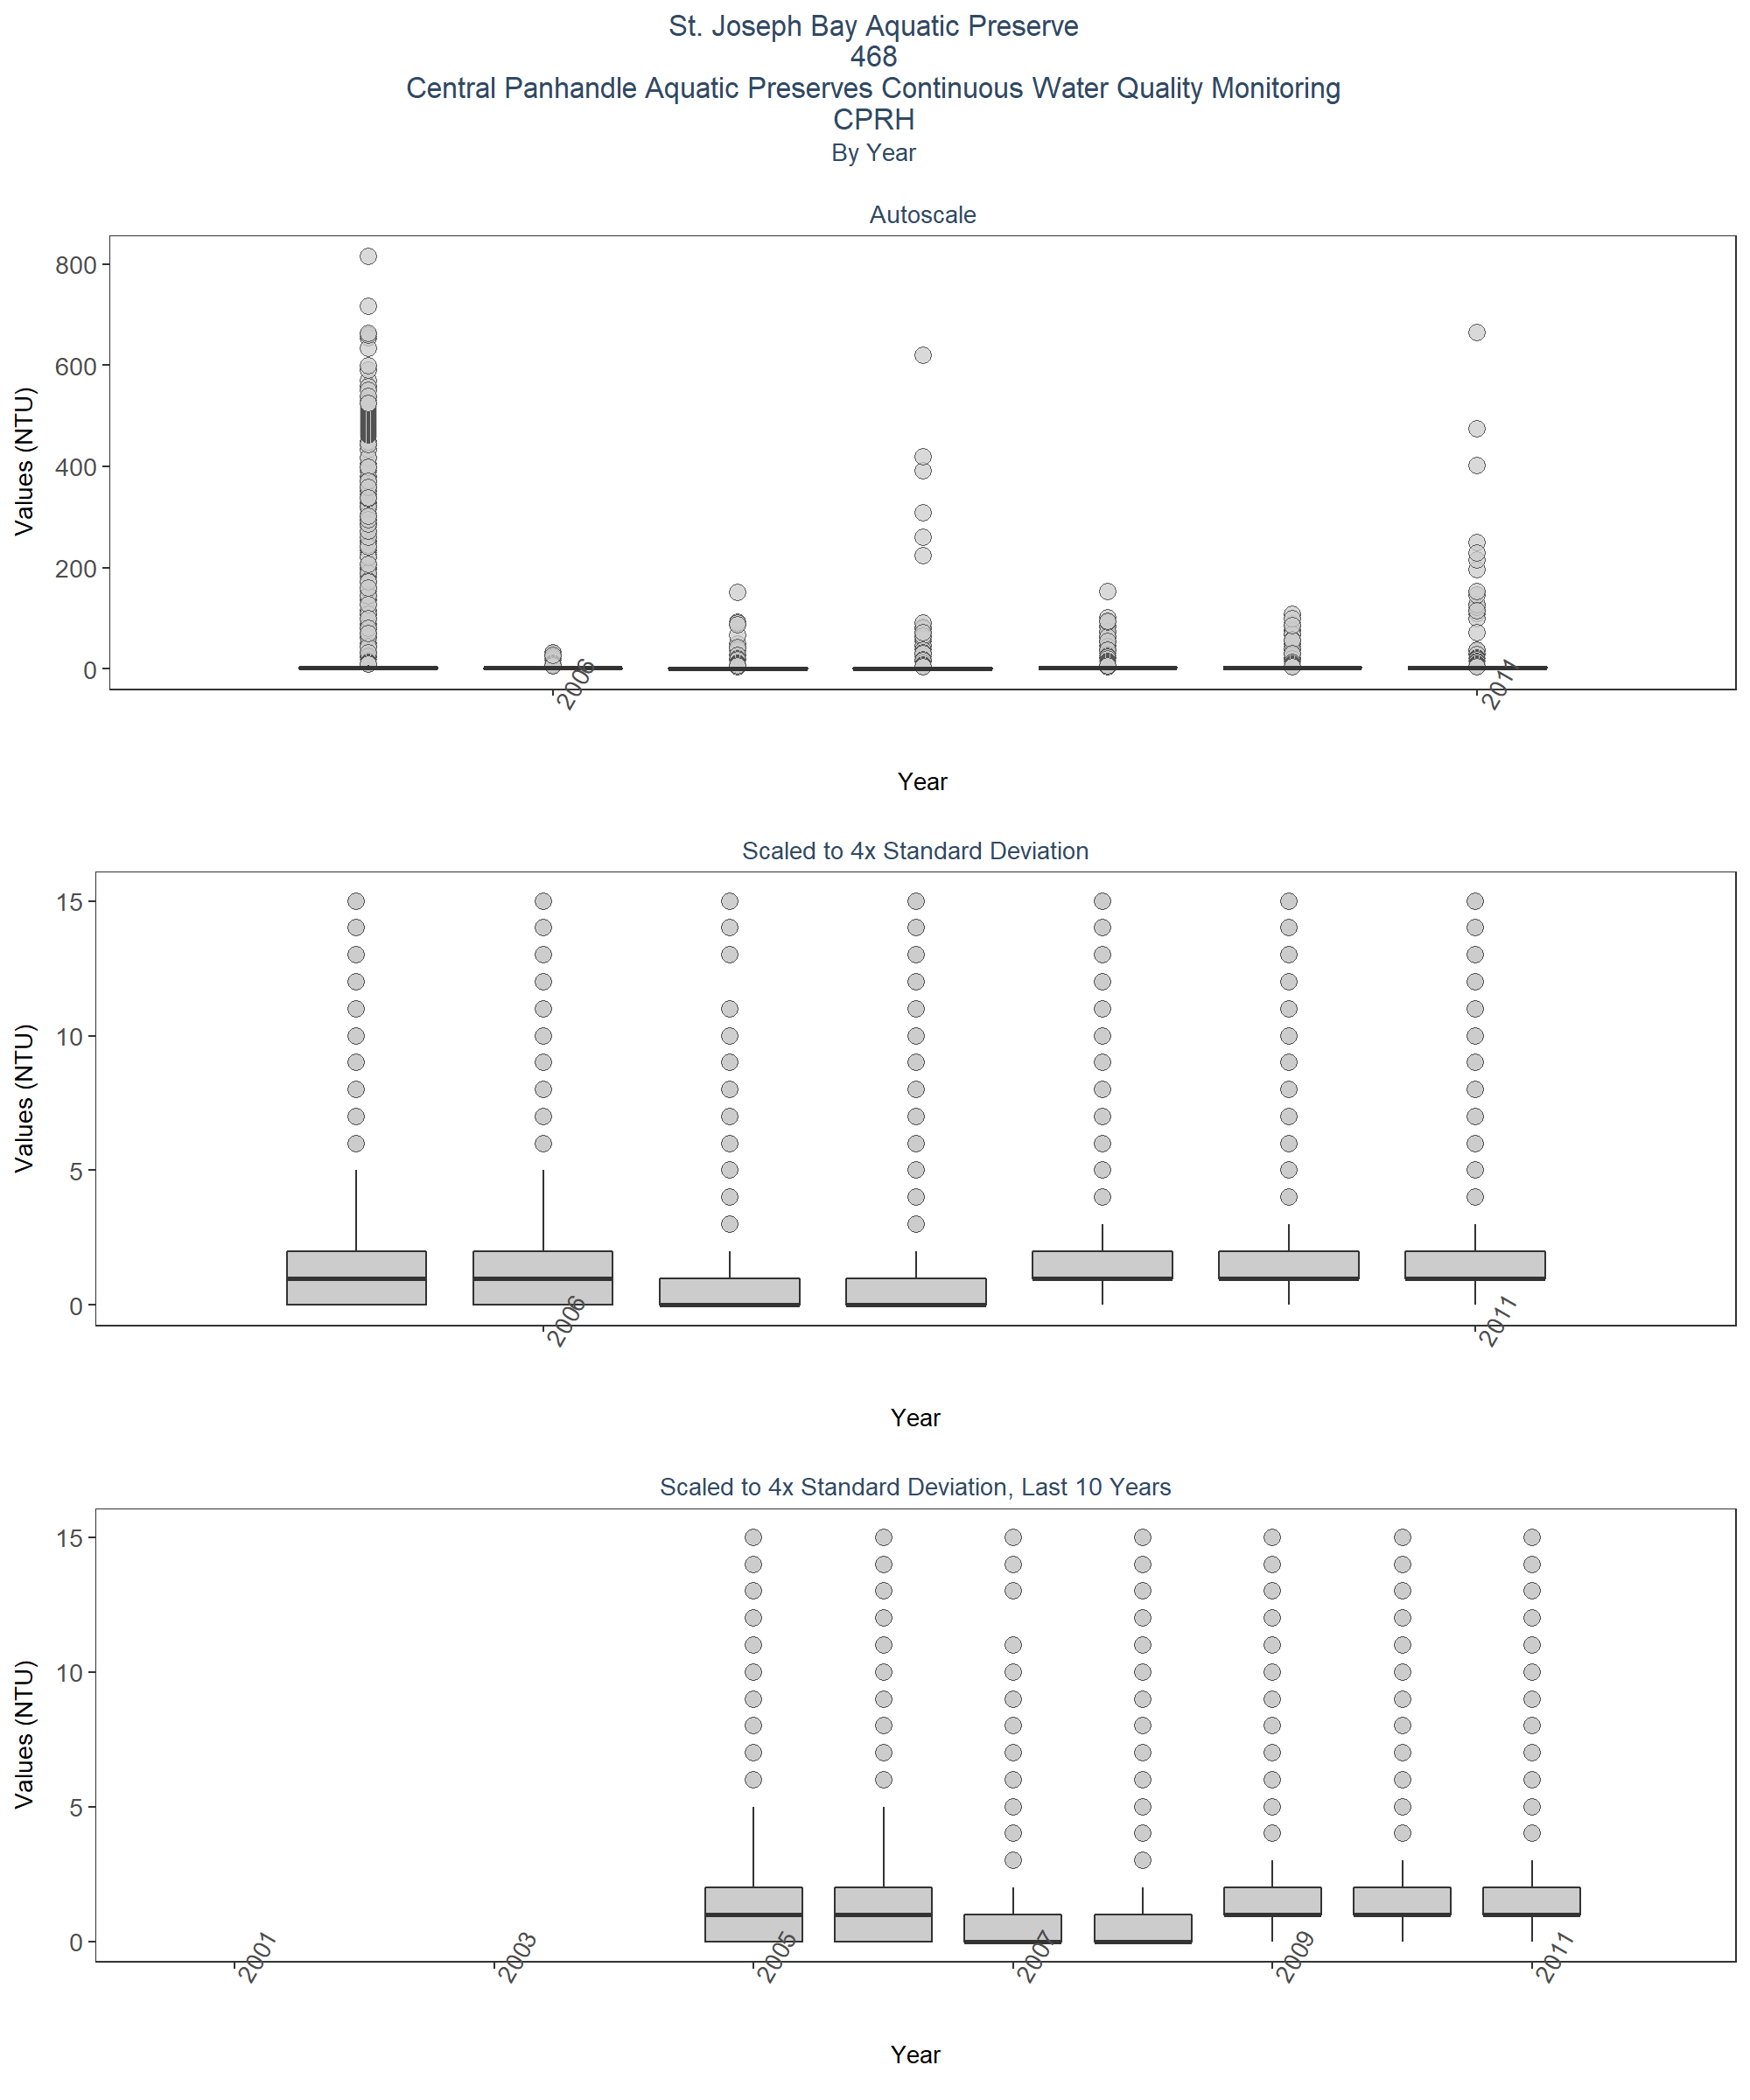 St. Joseph Bay Aquatic Preserve
468
Central Panhandle Aquatic Preserves Continuous Water Quality Monitoring
CPRH
By Year
Autoscale
Values (NTU)
800
600
400
200
0
2006
2011
Year
Scaled to 4x Standard Deviation
Values (NTU)
15
10
5
0
2006
2011
Year
Scaled to 4x Standard Deviation, Last 10 Years
Values (NTU)
15
10
5
0
2001
2003
2005
2007
2009
2011
Year